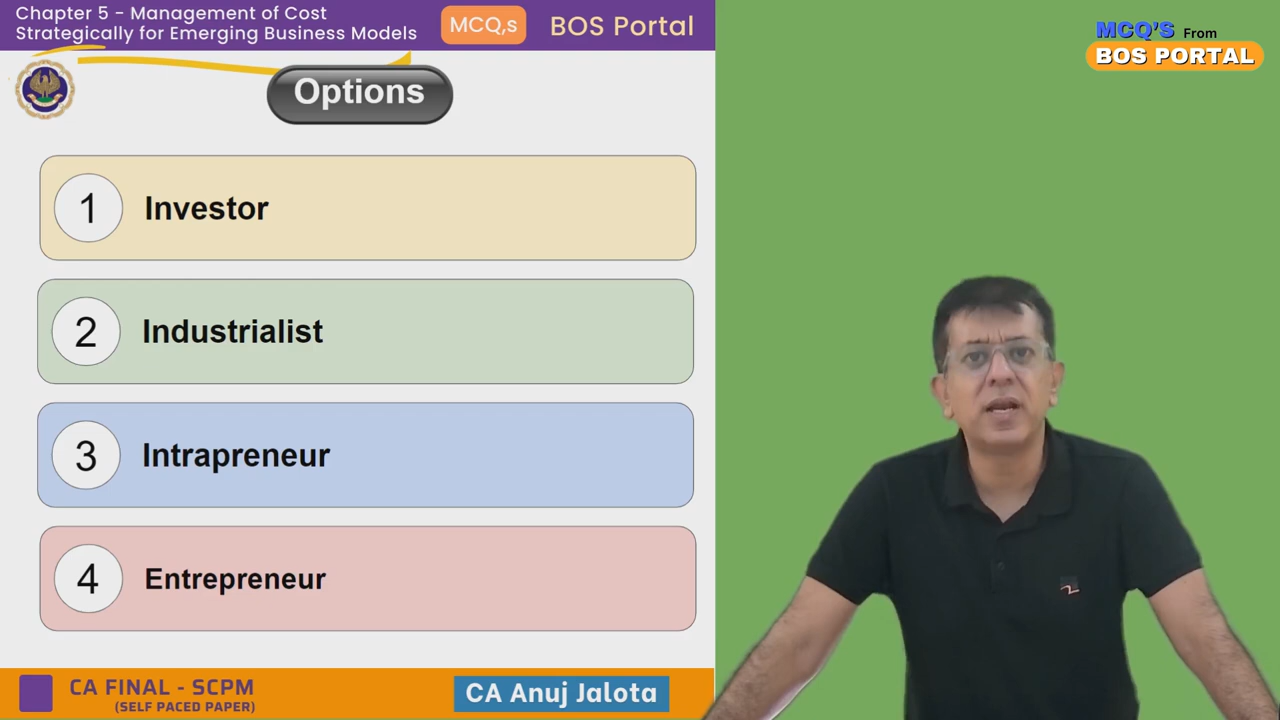 Chapter 5 - Management of Cost
Strategically for Emerging Business Models
MCQ,s
BOS Portal
MCQ'S From
BOS PORTAL
Options
1 Investor
2 Industrialist
3 Intrapreneur
4 Entrepreneur
CA FINAL - SCPM
(SELF PACED PAPER)
CA Anuj Jalota